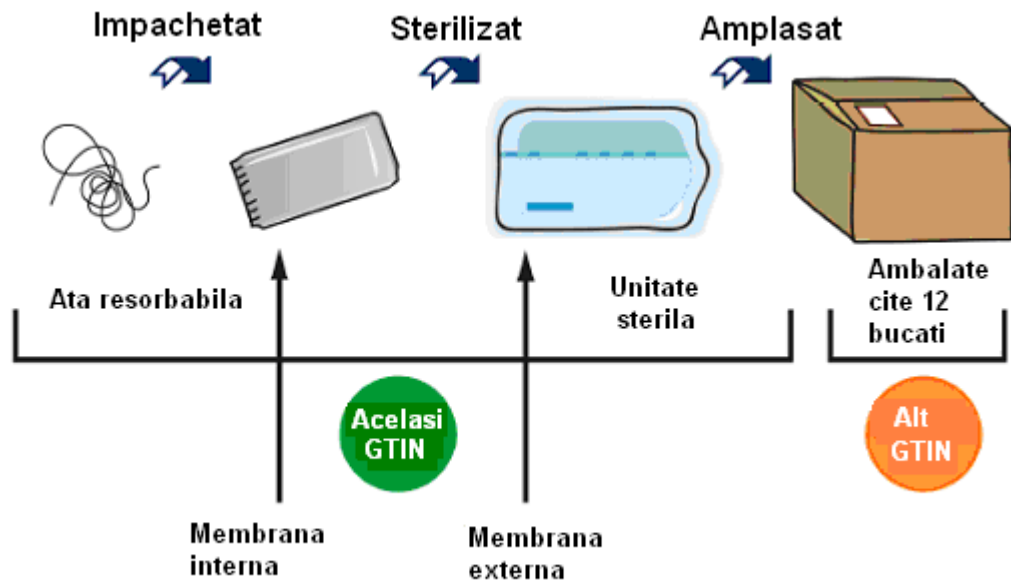 Impachetat
Sterilizat
Amplasat
Ata resorbabila
Unitate
sterila
Ambalate
cite 12
bucati
Acelasi
GTIN
Alt
GTIN
Membrana
interna
Membrana
externa